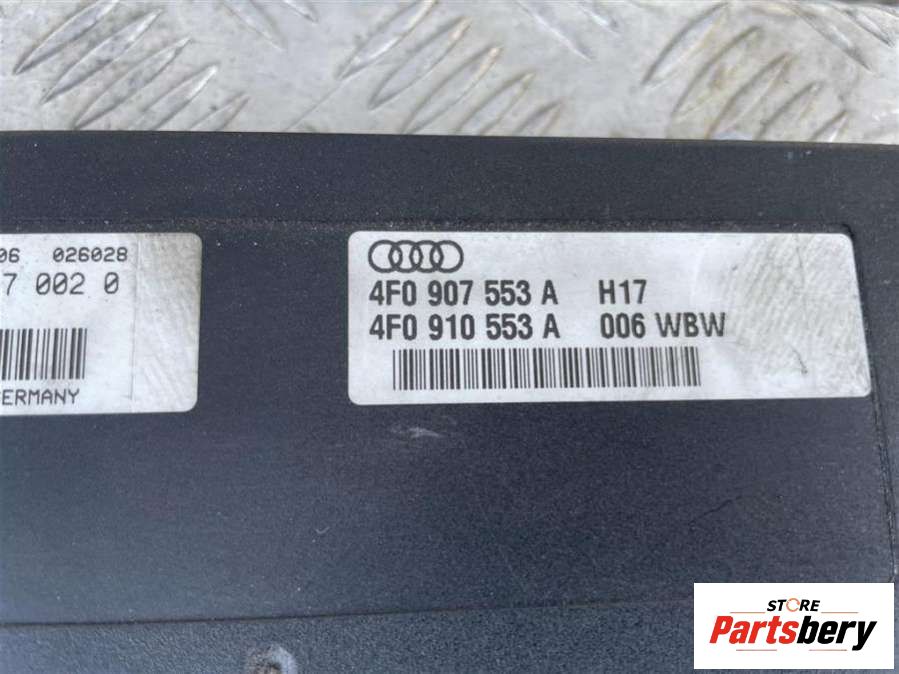 06 026028
7 002 0
ERMANY
4F0 907 553 A H17
4F0 910 553 A 006 WBW
STORE
Partsbery